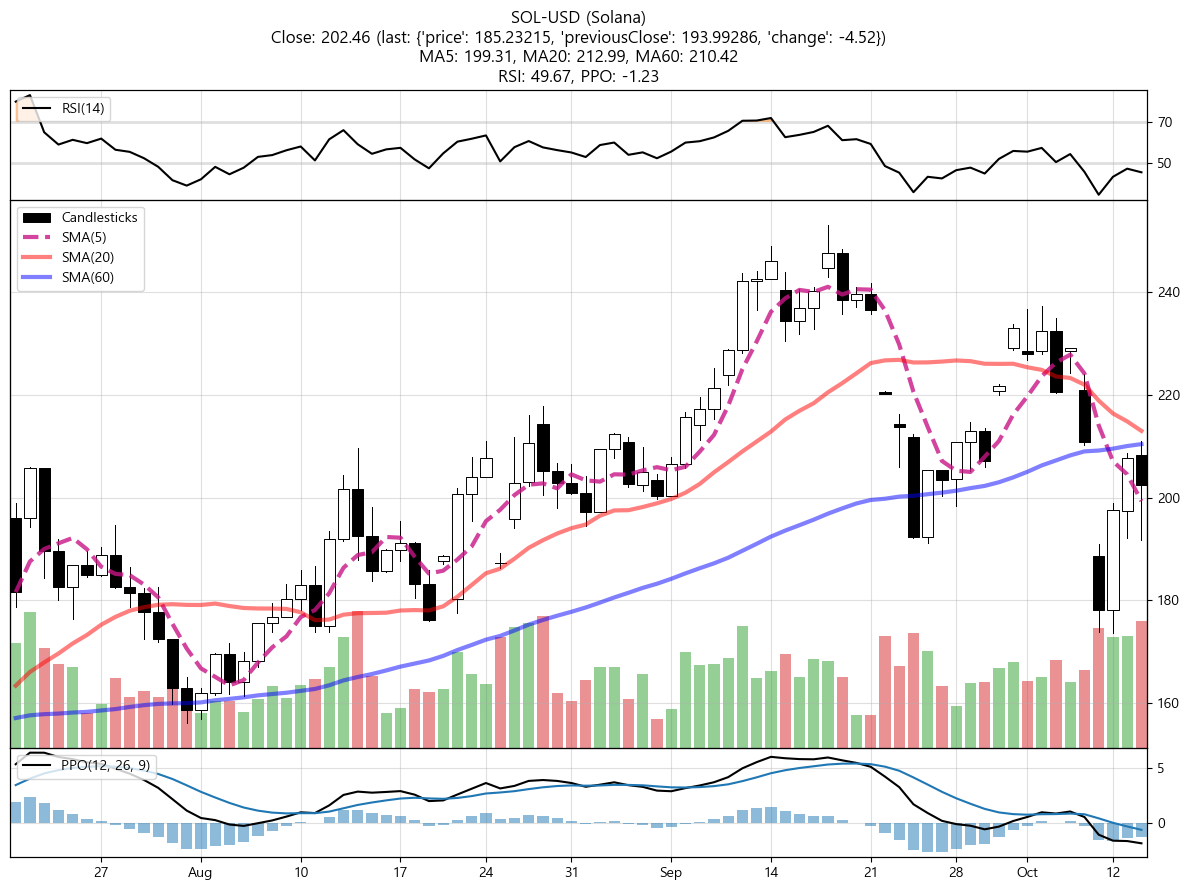 SOL-USD (Solana)
Close: 202.46 (last: {'price': 185.23215, 'previousClose': 193.99286, 'change': -4.52})
MA5: 199.31, MA20: 212.99, MA60: 210.42
RSI: 49.67, PPO: -1.23
RSI(14)
70
50
Candlesticks
SMA(5)
SMA(20)
SMA(60)
240
220
200
180
160
PPO(12, 26, 9)
5
0
27 Aug 10 17 24 31 Sep 14 21 28 Oct 12